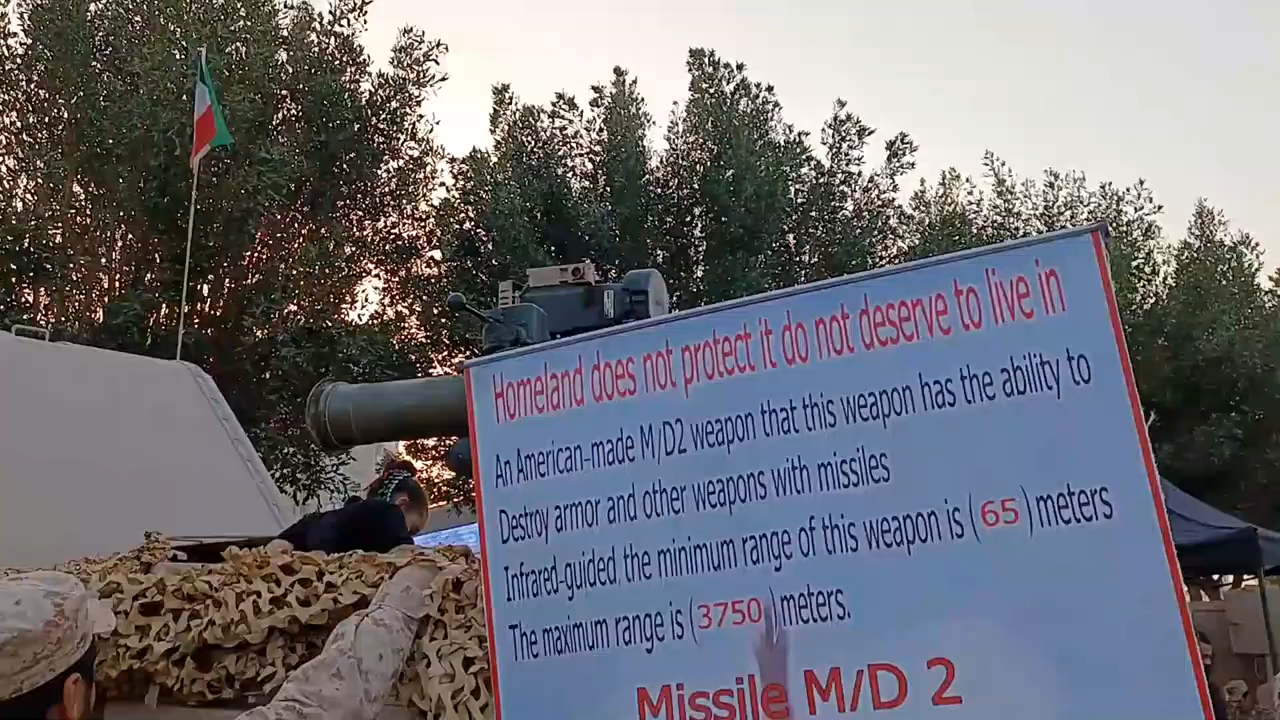 Homeland does not protect it do not deserve to live in
An American-made M/D2 weapon that this weapon has the ability to
Destroy armor and other weapons with missiles
Infrared-guided, the minimum range of this weapon is (65) meters
The maximum range is (3750) meters.
Missile M/D 2